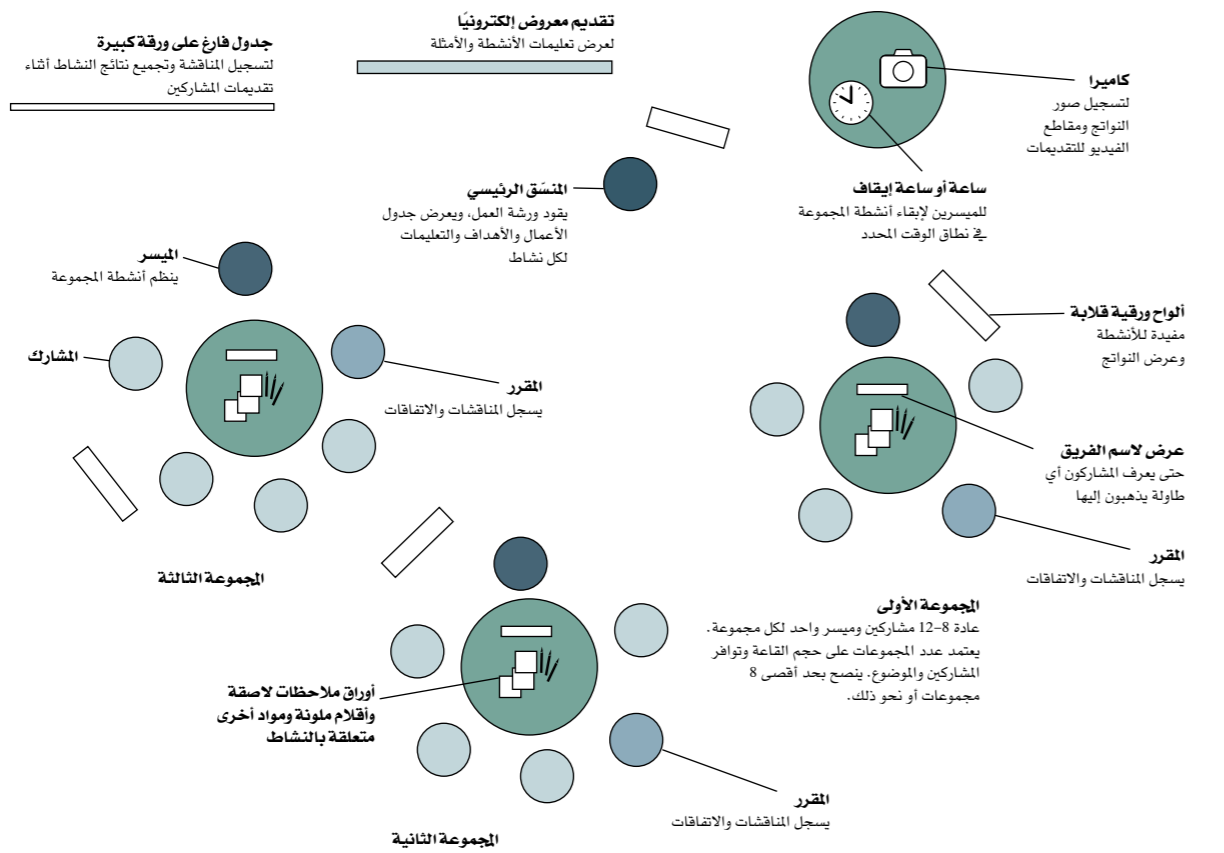 تقديم معروض إلكترونيًا
لعرض تعليمات الأنشطة والأمثلة
جدول فارغ على ورقة كبيرة
لتسجيل المناقشة وتجميع نتائج النشاط أثناء
تقديمات المشاركين
كاميرا
لتسجيل صور
النواتج ومقاطع
الفيديو للتقديمات
ساعة أو ساعة إيقاف
للميسرين لإبقاء أنشطة المجموعة
في نطاق الوقت المحدد
المنسّق الرئيسي
يقود ورشة العمل، ويعرض جدول
الأعمال والأهداف والتعليمات
لكل نشاط
الميسر
ينظم أنشطة المجموعة
ألواح ورقية قلابة
مفيدة للأنشطة
وعرض النواتج
المشارك
المقرر
يسجل المناقشات والاتفاقات
عرض لاسم الفريق
حتى يعرف المشاركون أي
طاولة يذهبون إليها
المقرر
يسجل المناقشات والاتفاقات
المجموعة الثالثة
المجموعة الأولى
عادة 8–12 مشاركين وميسر واحد لكل مجموعة.
يعتمد عدد المجموعات على حجم القاعة وتوافر
المشاركين والموضوع. ينصح بحد أقصى 8
مجموعات أو نحو ذلك.
أوراق ملاحظات لاصقة
وأقلام ملونة ومواد أخرى
متعلقة بالنشاط
المقرر
يسجل المناقشات والاتفاقات
المجموعة الثانية